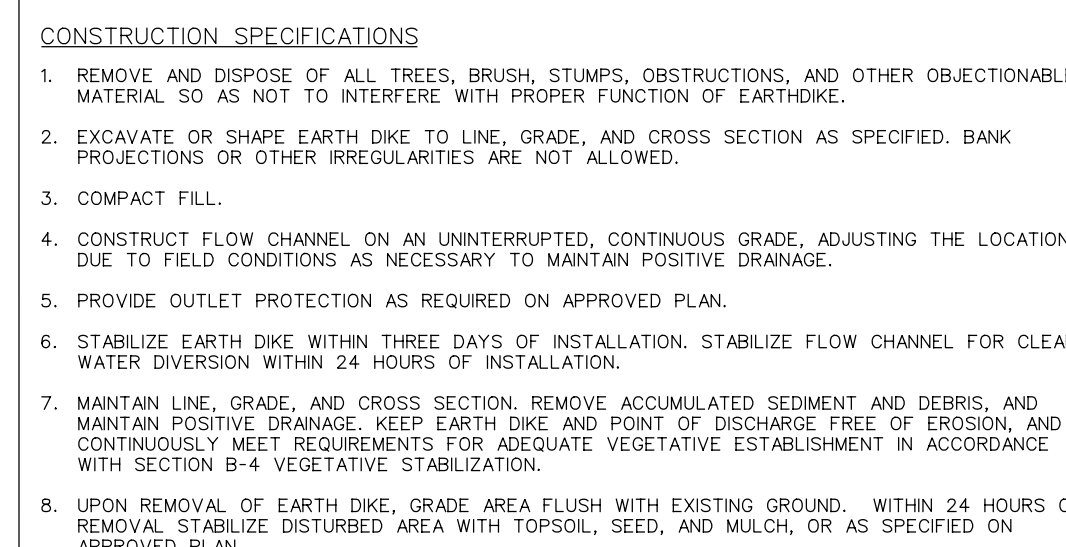 CONSTRUCTION SPECIFICATIONS
1. REMOVE AND DISPOSE OF ALL TREES, BRUSH, STUMPS, OBSTRUCTIONS, AND OTHER OBJECTIONABLE
MATERIAL SO AS NOT TO INTERFERE WITH PROPER FUNCTION OF EARTHDIKE.
2. EXCAVATE OR SHAPE EARTH DIKE TO LINE, GRADE, AND CROSS SECTION AS SPECIFIED. BANK
PROJECTIONS OR OTHER IRREGULARITIES ARE NOT ALLOWED.
3. COMPACT FILL.
4. CONSTRUCT FLOW CHANNEL ON AN UNINTERRUPTED, CONTINUOUS GRADE, ADJUSTING THE LOCATION
DUE TO FIELD CONDITIONS AS NECESSARY TO MAINTAIN POSITIVE DRAINAGE.
5. PROVIDE OUTLET PROTECTION AS REQUIRED ON APPROVED PLAN.
6. STABILIZE EARTH DIKE WITHIN THREE DAYS OF INSTALLATION. STABILIZE FLOW CHANNEL FOR CLEA
WATER DIVERSION WITHIN 24 HOURS OF INSTALLATION.
7. MAINTAIN LINE, GRADE, AND CROSS SECTION. REMOVE ACCUMULATED SEDIMENT AND DEBRIS, AND
MAINTAIN POSITIVE DRAINAGE. KEEP EARTH DIKE AND POINT OF DISCHARGE FREE OF EROSION, AND
CONTINUOUSLY MEET REQUIREMENTS FOR ADEQUATE VEGETATIVE ESTABLISHMENT IN ACCORDANCE
WITH SECTION B-4 VEGETATIVE STABILIZATION.
8. UPON REMOVAL OF EARTH DIKE, GRADE AREA FLUSH WITH EXISTING GROUND. WITHIN 24 HOURS
REMOVAL STABILIZE DISTURBED AREA WITH TOPSOIL, SEED, AND MULCH, OR AS SPECIFIED ON
APPROVED PLAN